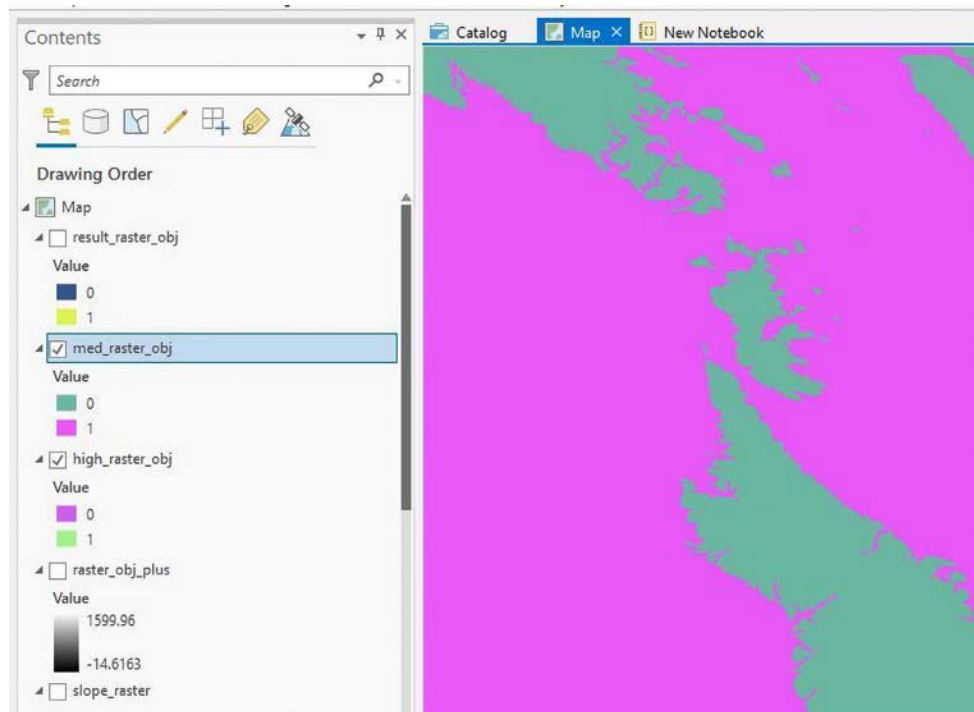 Contents
Catalog
Map
New Notebook
Search
Drawing Order
Map
result_raster_obj
Value
0
1
med_raster_obj
Value
0
1
high_raster_obj
Value
0
1
raster_obj_plus
Value
1599.96
-14.6163
slope_raster